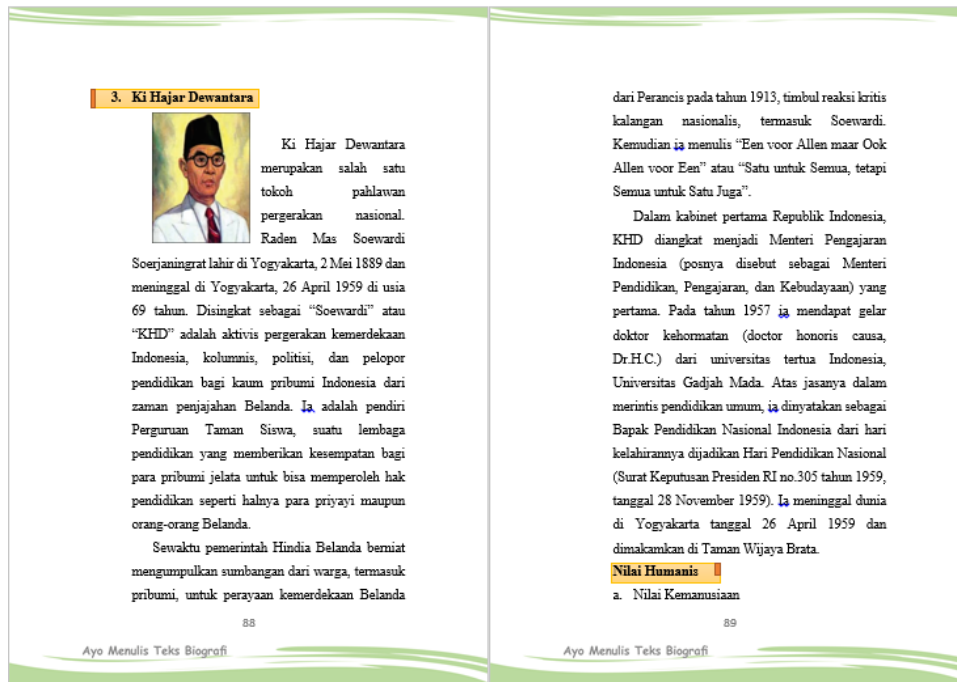 3. Ki Hajar Dewantara
Ki Hajar Dewantara
merupakan salah satu
tokoh pahlawan
pergerakan nasional.
Raden Mas Soewardi
Soerjaningrat lahir di Yogyakarta, 2 Mei 1889 dan
meninggal di Yogyakarta, 26 April 1959 di usia
69 tahun. Disingkat sebagai “Soewardi” atau
“KHD” adalah aktivis pergerakan kemerdekaan
Indonesia, kolumnis, politisi, dan pelopor
pendidikan bagi kaum pribumi Indonesia dari
zaman penjajahan Belanda. Ia adalah pendiri
Perguruan Taman Siswa, suatu lembaga
pendidikan yang memberikan kesempatan bagi
para pribumi jelata untuk bisa memperoleh hak
pendidikan seperti halnya para priyayi maupun
orang-orang Belanda.
Sewaktu pemerintah Hindia Belanda berniat
mengumpulkan sumbangan dari warga, termasuk
pribumi, untuk perayaan kemerdekaan Belanda
88
Ayo Menulis Teks Biografi
dari Perancis pada tahun 1913, timbul reaksi kritis
kalangan nasionalis, termasuk Soewardi.
Kemudian ia menulis “Een voor Allen maar Ook
Allen voor Een” atau “Satu untuk Semua, tetapi
Semua untuk Satu Juga”.
Dalam kabinet pertama Republik Indonesia,
KHD diangkat menjadi Menteri Pengajaran
Indonesia (posnya disebut sebagai Menteri
Pendidikan, Pengajaran, dan Kebudayaan) yang
pertama. Pada tahun 1957 ia mendapat gelar
doktor kehormatan (doctor honoris causa,
Dr.H.C.) dari universitas tertua Indonesia,
Universitas Gadjah Mada. Atas jasanya dalam
merintis pendidikan umum, ia dinyatakan sebagai
Bapak Pendidikan Nasional Indonesia dari hari
kelahirannya dijadikan Hari Pendidikan Nasional
(Surat Keputusan Presiden RI no.305 tahun 1959,
tanggal 28 November 1959). Ia meninggal dunia
di Yogyakarta tanggal 26 April 1959 dan
dimakamkan di Taman Wijaya Brata.
Nilai Humanis
a. Nilai Kemanusiaan
89
Ayo Menulis Teks Biografi